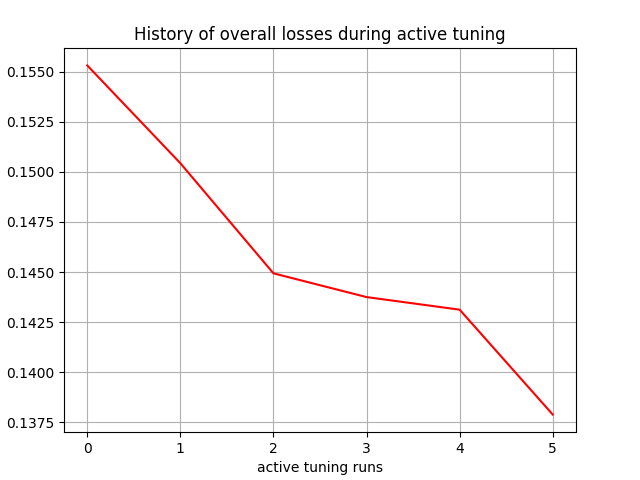 History of overall losses during active tuning
0.1550
0.1525
0.1500
0.1475
0.1450
0.1425
0.1400
0.1375
0 1 2 3 4 5
active tuning runs